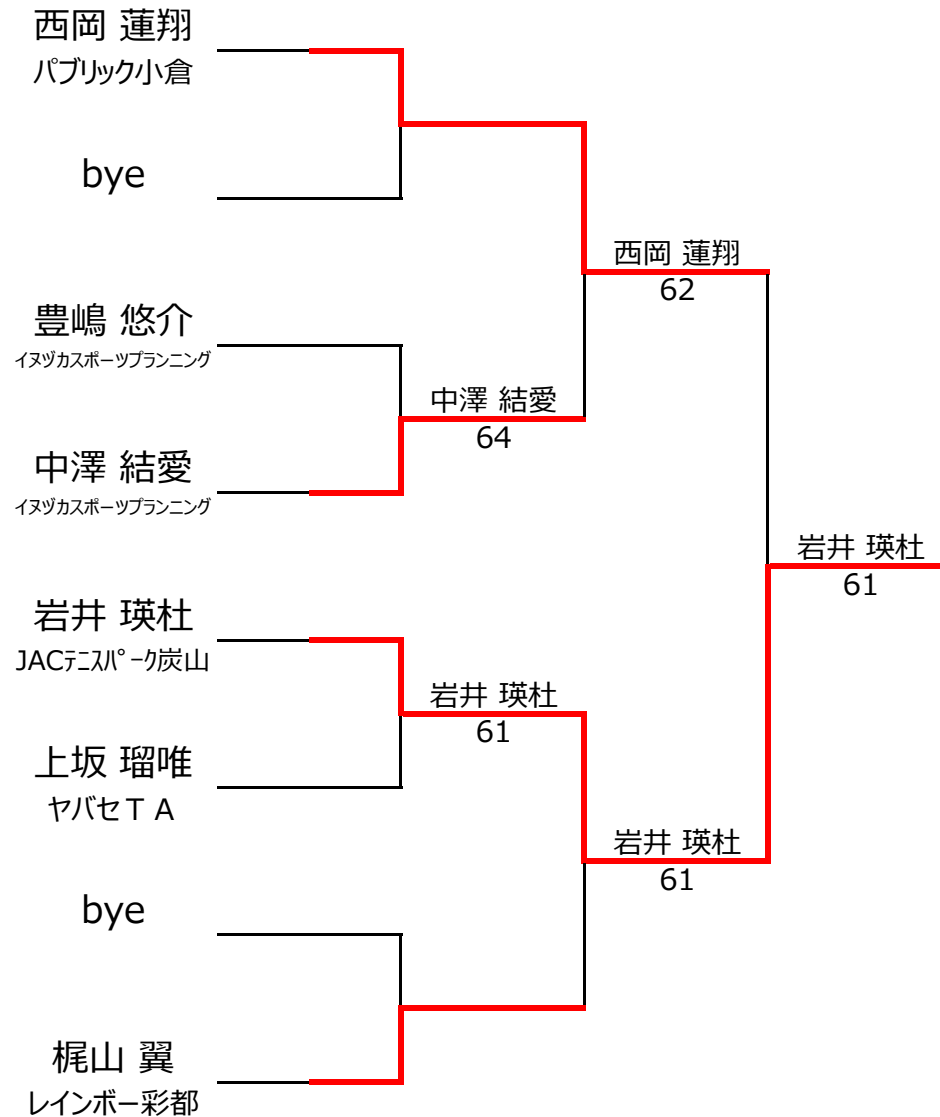 西岡 蓮翔
パブリック小倉
bye
西岡 蓮翔
62
豊嶋 悠介
イヌヅカスポーツプランニング
中澤 結愛
64
中澤 結愛
イヌヅカスポーツプランニング
岩井 瑛杜
61
岩井 瑛杜
JACﾃﾆｽﾊﾟｰｸ炭山
岩井 瑛杜
61
上坂 瑠唯
ヤバセＴＡ
岩井 瑛杜
61
bye
梶山 翼
レインボー彩都